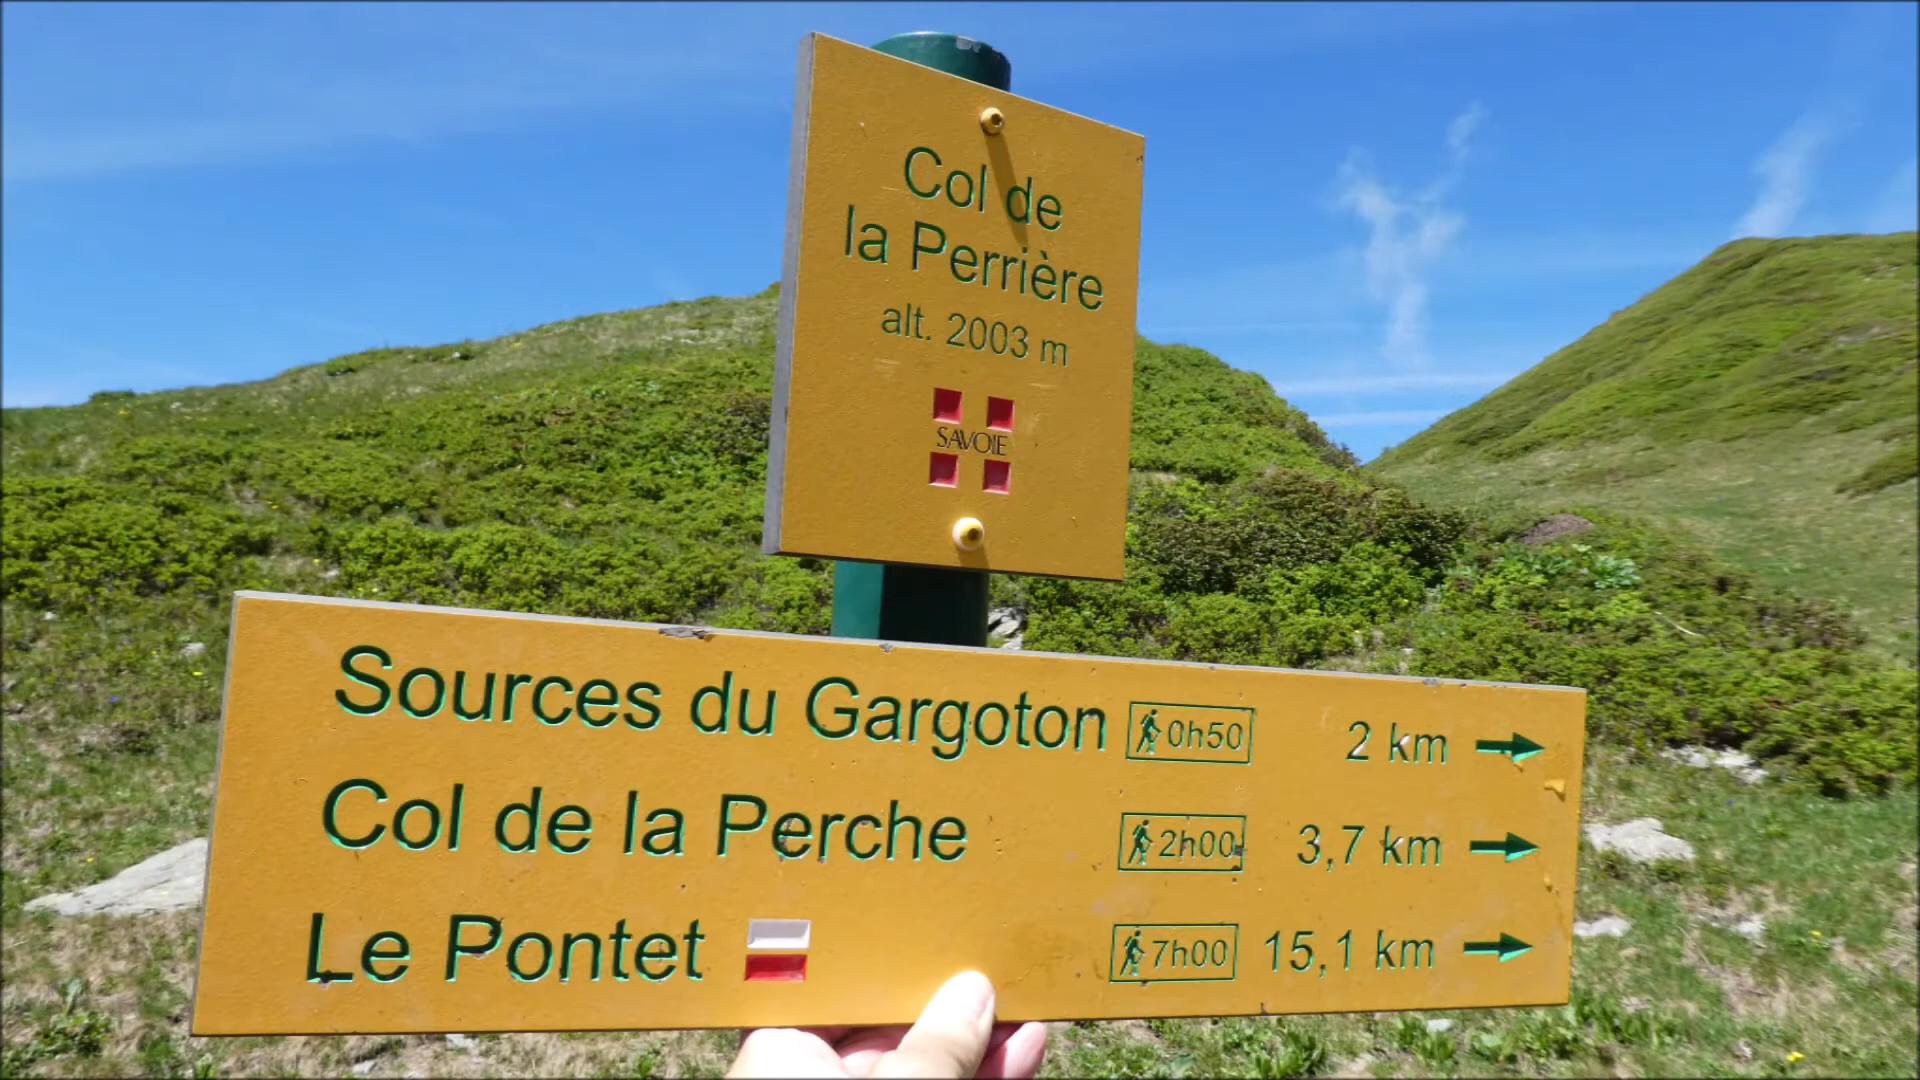 Col de
la Perrière
alt. 2003 m
SAVOIE
Sources du Gargoton 0h50 2 km
Col de la Perche 2h00 3,7 km
Le Pontet 7h00 15,1 km